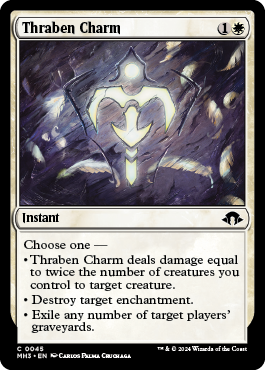 Thraben Charm 1
Instant
Choose one —
• Thraben Charm deals damage equal
to twice the number of creatures you
control to target creature.
• Destroy target enchantment.
• Exile any number of target players'
graveyards.
C 0045
MH3 • EN Carlos Palma Cruchaga
™ & © 2024 Wizards of the Coast